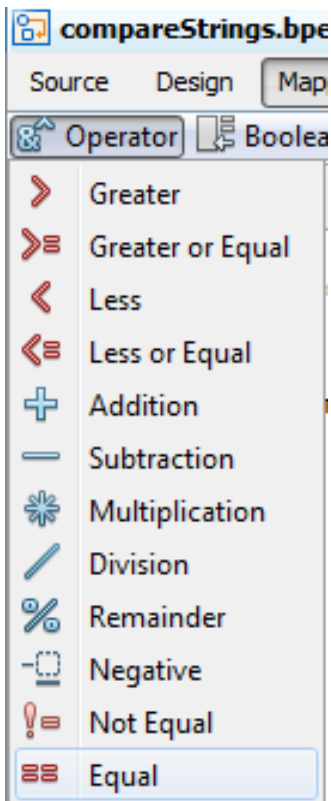 compareStrings.bpe
Source Design Map
Operator Boolea
Greater
Greater or Equal
Less
Less or Equal
Addition
Subtraction
Multiplication
Division
Remainder
Negative
Not Equal
Equal